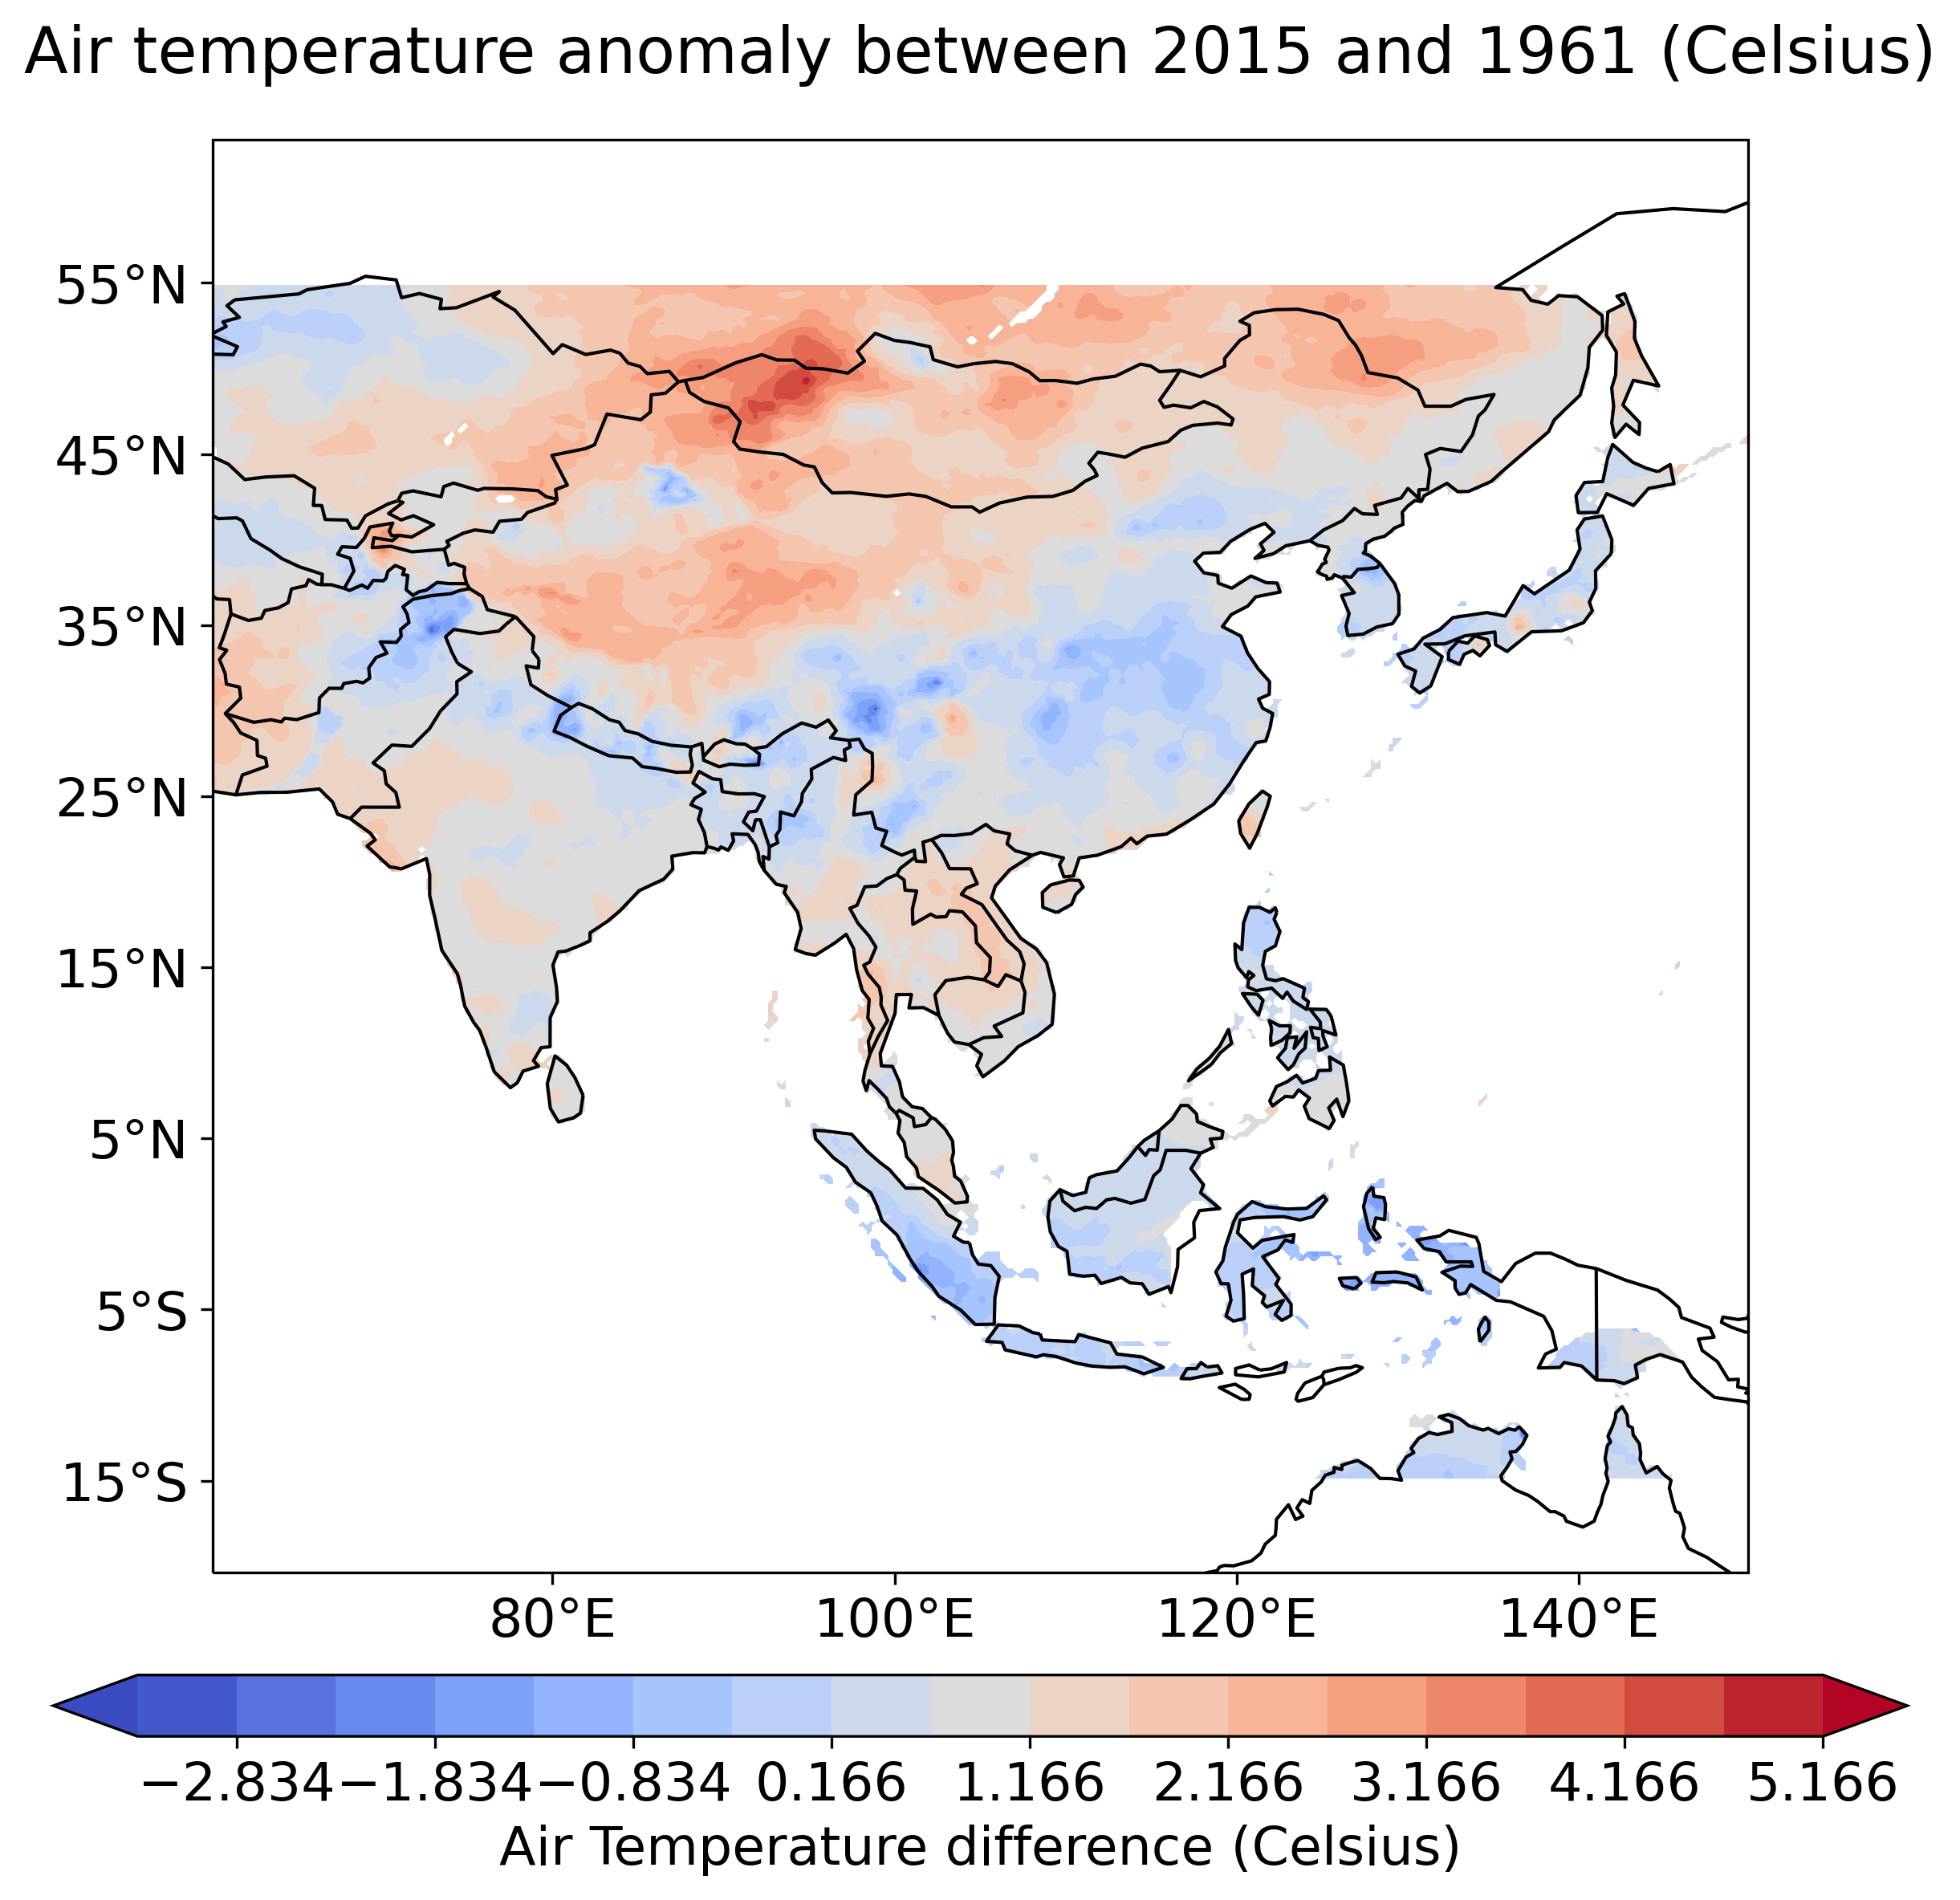 Air temperature anomaly between 2015 and 1961 (Celsius)
55°N
45°N
35°N
25°N
15°N
5°N
5°S
15°S
80°E 100°E 120°E 140°E
−2.834 −1.834 −0.834 0.166 1.166 2.166 3.166 4.166 5.166
Air Temperature difference (Celsius)